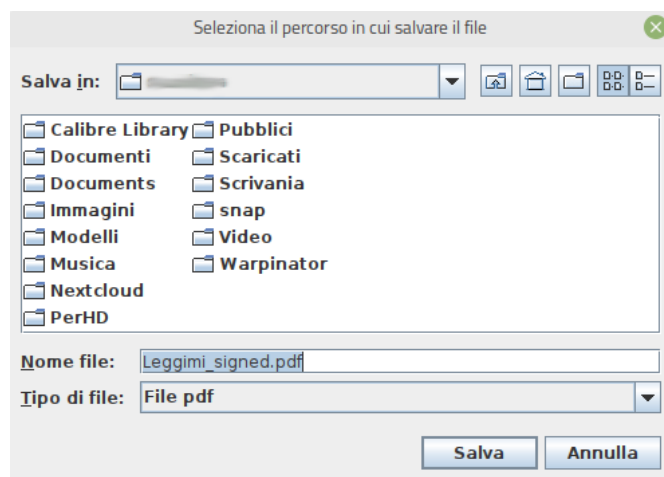 Seleziona il percorso in cui salvare il file
Salva in:
Calibre Library Pubblici
Documenti Scaricati
Documents Scrivania
Immagini snap
Modelli Video
Musica Warpinator
Nextcloud
PerHD
Nome file: Leggimi_signed.pdf
Tipo di file: File pdf
Salva Annulla